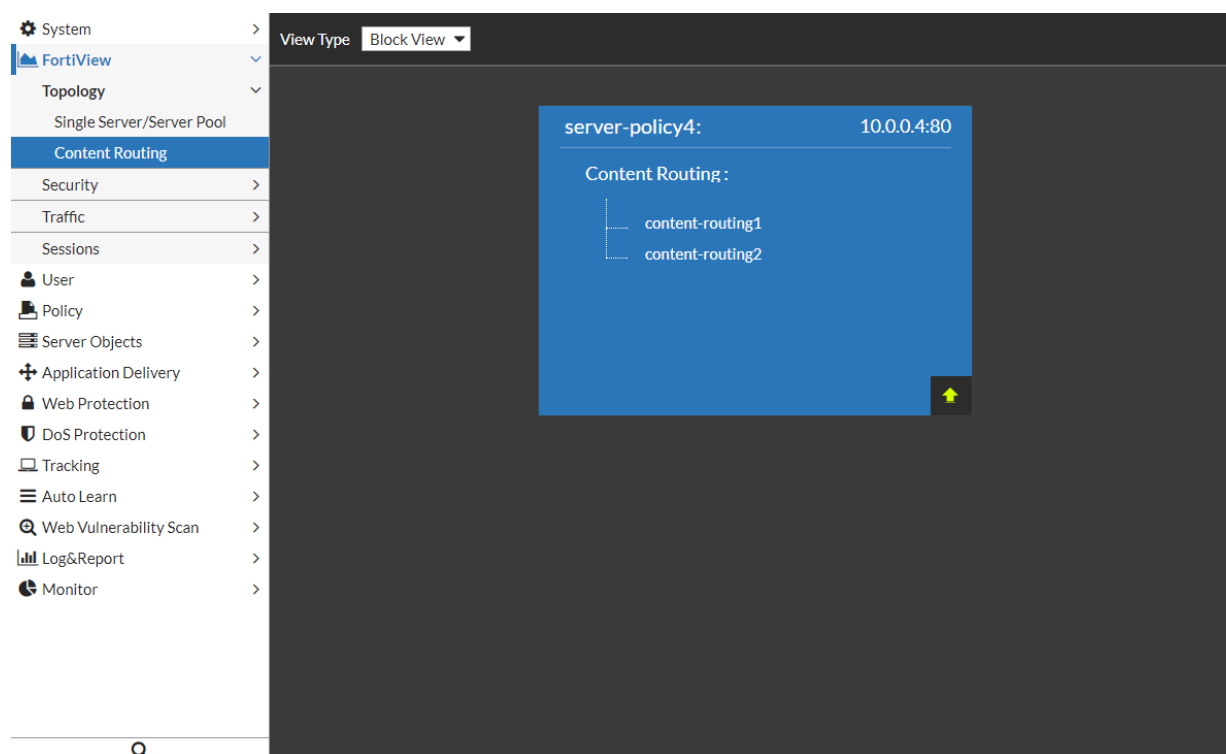 System
FortiView
Topology
Single Server/Server Pool
Content Routing
Security
Traffic
Sessions
User
Policy
Server Objects
Application Delivery
Web Protection
DoS Protection
Tracking
Auto Learn
Web Vulnerability Scan
Log&Report
Monitor
View Type Block View
server-policy4: 10.0.0.4:80
Content Routing :
content-routing1
content-routing2